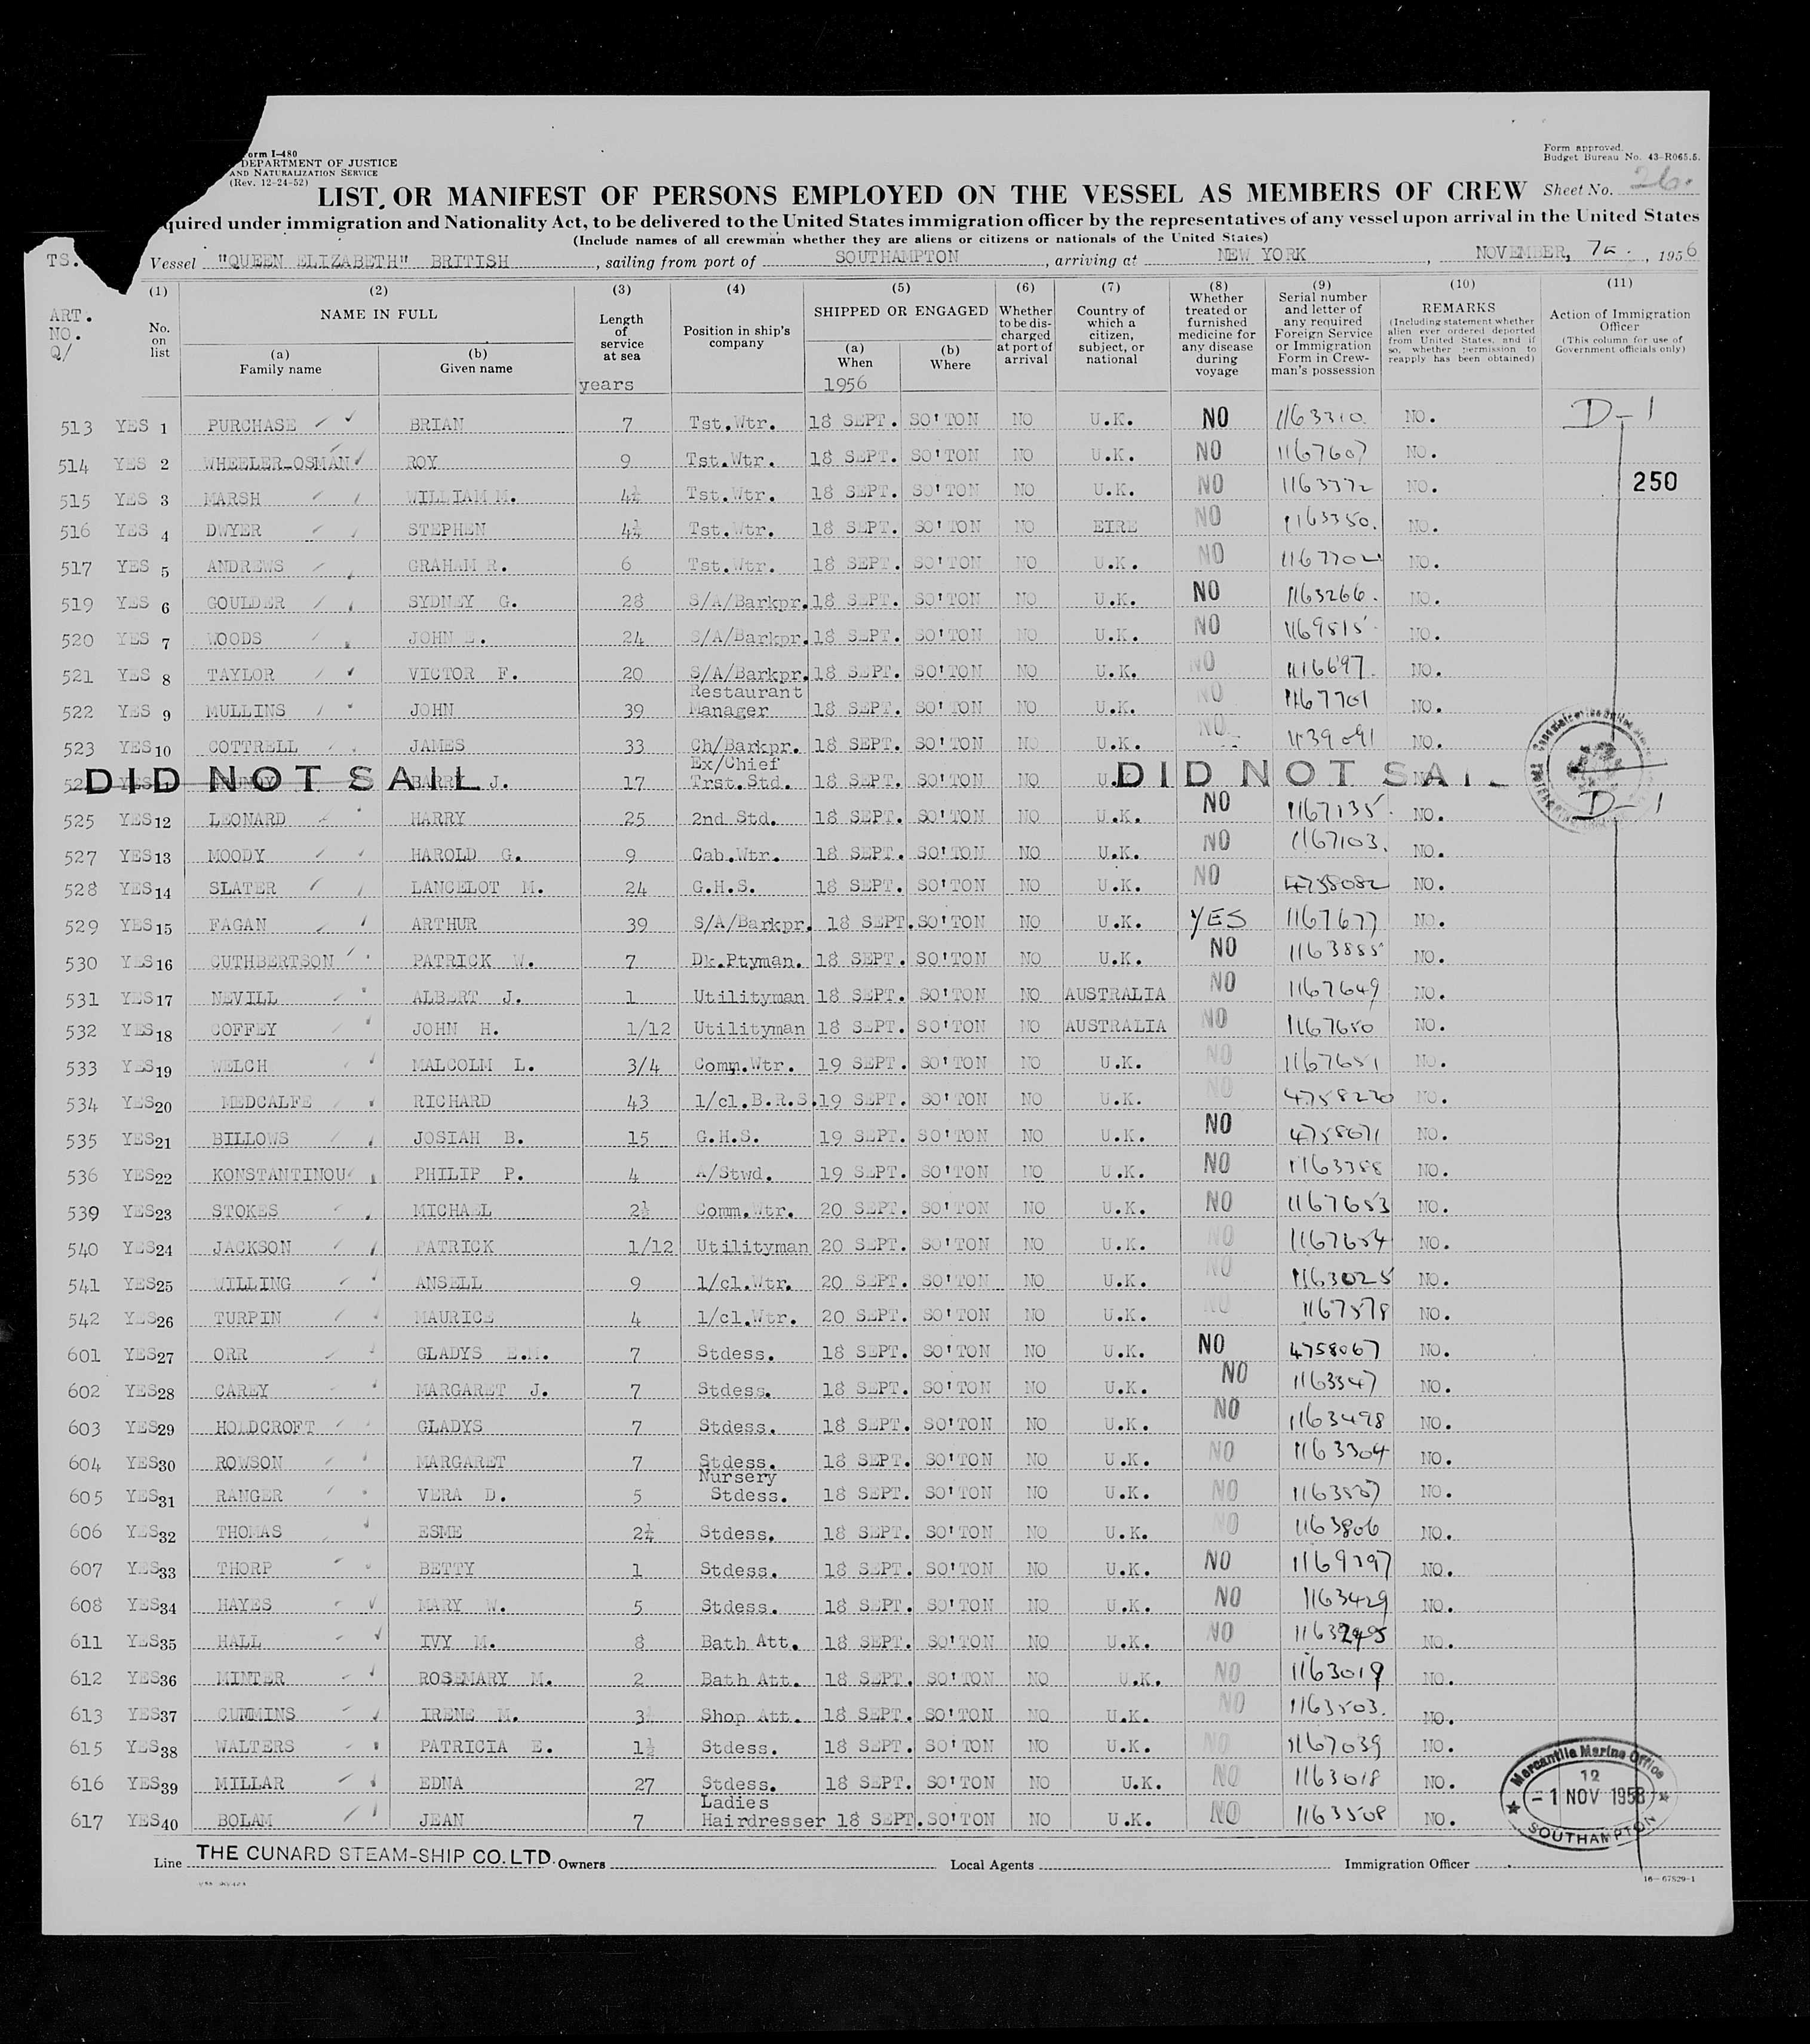 orm I-480
DEPARTMENT OF JUSTICE
AND NATURALIZATION SERVICE
(Rev. 12-24-52)
Form approved.
Budget Bureau No. 43-R065.5.
LIST, OR MANIFEST OF PERSONS EMPLOYED ON THE VESSEL AS MEMBERS OF CREW Sheet No. 26.
quired under immigration and Nationality Act, to be delivered to the United States immigration officer by the representatives of any vessel upon arrival in the United States
(Include names of all crewman whether they are aliens or citizens or nationals of the United States)
TS. Vessel "QUEEN ELIZABETH" BRITISH, sailing from port of SOUTHAMPTON, arriving at NEW YORK, NOVEMBER, 7, 1956
ART. NO. Q/
(1) No. on list
(2) NAME IN FULL (a) Family name (b) Given name
(3) Length of service at sea years
(4) Position in ship's company
(5) SHIPPED OR ENGAGED (a) When 1956 (b) Where
(6) Whether to be discharged at port of arrival
(7) Country of which a citizen, subject, or national
(8) Whether treated or furnished medicine for any disease during voyage
(9) Serial number and letter of any required Foreign Service or Immigration Form in Crewman's possession
(10) REMARKS (Including statement whether alien ever ordered deported from United States, and if so, whether permission to reapply has been obtained)
(11) Action of Immigration Officer (This column for use of Government officials only)
513 YES 1 PURCHASE BRIAN 7 Tst.Wtr. 18 SEPT. SO'TON NO U.K. NO 1163310 NO. D-1
514 YES 2 WHEELER-OSMAN ROY 9 Tst.Wtr. 18 SEPT. SO'TON NO U.K. NO 1167607 NO.
515 YES 3 MARSH WILLIAM M. 4½ Tst.Wtr. 18 SEPT. SO'TON NO U.K. NO NO. 250
516 YES 4 DWYER STEPHEN Tst.Wtr. 18 SEPT. SO'TON NO EIRE NO 1163350. NO.
517 YES 5 ANDREWS GRAHAM R. 6 Tst.Wtr. 18 SEPT. SO'TON NO U.K. NO NO.
519 YES 6 GOULDER SYDNEY G. 28 S/A/Barkpr. 18 SEPT. SO'TON NO U.K. NO 1163266. NO.
520 YES 7 WOODS JOHN 24 S/A/Barkpr. 18 SEPT. SO'TON NO U.K. NO 1169515 NO.
521 YES 8 TAYLOR VICTOR F. 20 S/A/Barkpr. 18 SEPT. SO'TON NO U.K. NO NO.
522 YES 9 MULLINS JOHN 39 Restaurant Manager 18 SEPT. SO'TON NO U.K. NO 1167701 NO.
523 YES 10 COTTRELL JAMES 33 Ch/Barkpr. 18 SEPT. SO'TON NO U.K. NO. NO.
DID NOT SAIL BARRY J. 17 Ex/Chief Trst.Std. 18 SEPT. SO'TON NO U.K. DID NOT SAIL
525 YES 12 LEONARD HARRY 25 2nd Std. 18 SEPT. SO'TON NO U.K. NO 1167135. NO. D-1
527 YES 13 MOODY HAROLD G. 9 Cab.Wtr. 18 SEPT. SO'TON NO U.K. NO 1167103. NO.
528 YES 14 SLATER LANCELOT M. 24 G.H.S. 18 SEPT. SO'TON NO U.K. NO 4758082 NO.
529 YES 15 FAGAN ARTHUR 39 S/A/Barkpr. 18 SEPT. SO'TON NO U.K. YES 1167677 NO.
530 YES 16 CUTHBERTSON PATRICK W. 7 Dk.Ptyman. 18 SEPT. SO'TON NO U.K. NO 1163885 NO.
531 YES 17 NEVILL ALBERT J. 1 Utilityman 18 SEPT. SO'TON NO AUSTRALIA NO 1167649 NO.
532 YES 18 COFFEY JOHN H. 1/12 Utilityman 18 SEPT. SO'TON NO AUSTRALIA NO 1167650 NO.
533 YES 19 WELCH MALCOLM L. 3/4 Comm.Wtr. 19 SEPT. SO'TON NO U.K. NO 1167651 NO.
534 YES 20 MEDCALFE RICHARD 43 1/cl.B.R.S. 19 SEPT. SO'TON NO U.K. NO 4758220 NO.
535 YES 21 BILLOWS JOSIAH B. 15 G.H.S. 19 SEPT. SO'TON NO U.K. NO 4758071 NO.
536 YES 22 KONSTANTINOU PHILIP P. 4 A/Stwd. 19 SEPT. SO'TON NO U.K. NO 1163388 NO.
539 YES 23 STOKES MICHAEL 2½ Comm.Wtr. 20 SEPT. SO'TON NO U.K. NO 1167653 NO.
540 YES 24 JACKSON PATRICK 1/12 Utilityman 20 SEPT. SO'TON NO U.K. NO 1167654 NO.
541 YES 25 WILLING ANSELL 9 1/cl.Wtr. 20 SEPT. SO'TON NO U.K. NO 1163025 NO.
542 YES 26 TURPIN MAURICE 4 1/cl.Wtr. 20 SEPT. SO'TON NO U.K. NO 1167578 NO.
601 YES 27 ORR GLADYS E.M. 7 Stdess. 18 SEPT. SO'TON NO U.K. NO 4758067 NO.
602 YES 28 CAREY MARGARET J. 7 Stdess. 18 SEPT. SO'TON NO U.K. NO 1163347 NO.
603 YES 29 HOLDCROFT GLADYS 7 Stdess. 18 SEPT. SO'TON NO U.K. NO 1163498 NO.
604 YES 30 ROWSON MARGARET 7 Stdess. 18 SEPT. SO'TON NO U.K. NO 1163304 NO.
605 YES 31 RANGER VERA D. 5 Nursery Stdess. 18 SEPT. SO'TON NO U.K. NO NO.
606 YES 32 THOMAS ESME 2¼ Stdess. 18 SEPT. SO'TON NO U.K. NO 1163806 NO.
607 YES 33 THORP BETTY 1 Stdess. 18 SEPT. SO'TON NO U.K. NO 1169397 NO.
608 YES 34 HAYES MARY W. 5 Stdess. 18 SEPT. SO'TON NO U.K. NO 1163429 NO.
611 YES 35 HALL IVY M. 8 Bath Att. 18 SEPT. SO'TON NO U.K. NO NO.
612 YES 36 MINTER ROSEMARY M. 2 Bath Att. 18 SEPT. SO'TON NO U.K. NO 1163019 NO.
613 YES 37 CUMMINS IRENE M. Shop Att. 18 SEPT. SO'TON NO U.K. NO 1163503. NO.
615 YES 38 WALTERS PATRICIA E. 1½ Stdess. 18 SEPT. SO'TON NO U.K. NO 1167039 NO.
616 YES 39 MILLAR EDNA 27 Stdess. 18 SEPT. SO'TON NO U.K. NO 1163018 NO.
617 YES 40 BOLAM JEAN 7 Ladies Hairdresser 18 SEPT. SO'TON NO U.K. NO 1163508 NO.
Mercantile Marine Office
12
-1 NOV 1956
SOUTHAMPTON
Line THE CUNARD STEAM-SHIP CO. LTD. Owners Local Agents Immigration Officer
16-67829-1